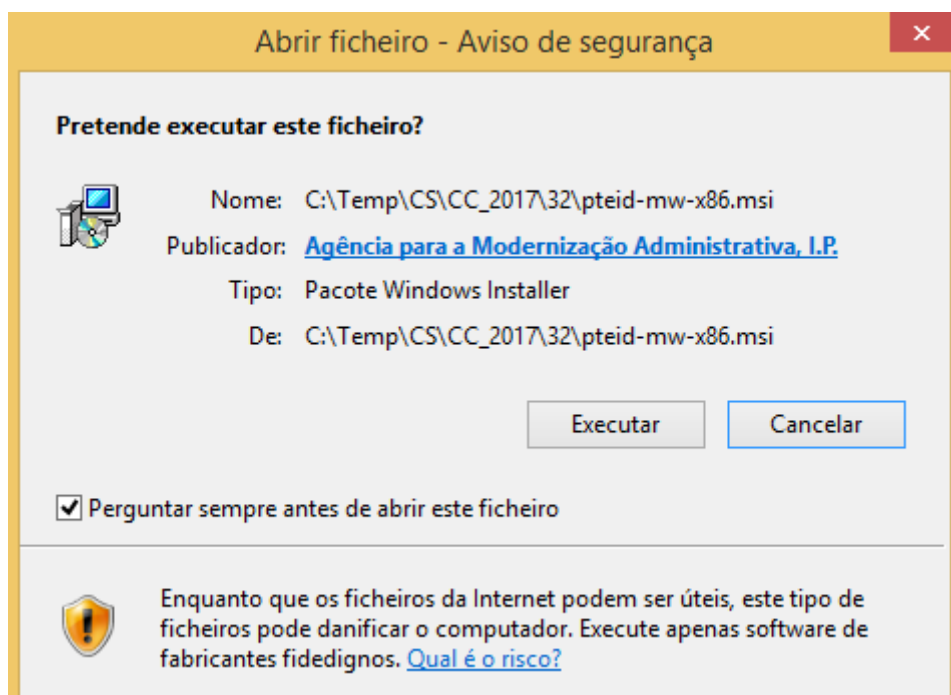 Abrir ficheiro - Aviso de segurança
Pretende executar este ficheiro?
Nome: C:\Temp\CS\CC_2017\32\pteid-mw-x86.msi
Publicador: Agência para a Modernização Administrativa, I.P.
Tipo: Pacote Windows Installer
De: C:\Temp\CS\CC_2017\32\pteid-mw-x86.msi
Executar Cancelar
Perguntar sempre antes de abrir este ficheiro
Enquanto que os ficheiros da Internet podem ser úteis, este tipo de
ficheiros pode danificar o computador. Execute apenas software de
fabricantes fidedignos. Qual é o risco?